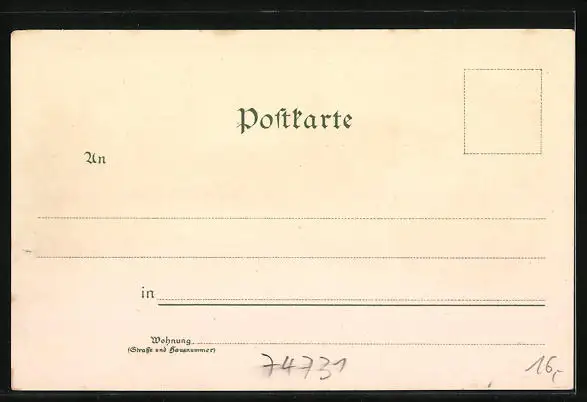 Poſtkarte
An
in
Wohnung
(Straße und Hausnummer)
74731
16,-